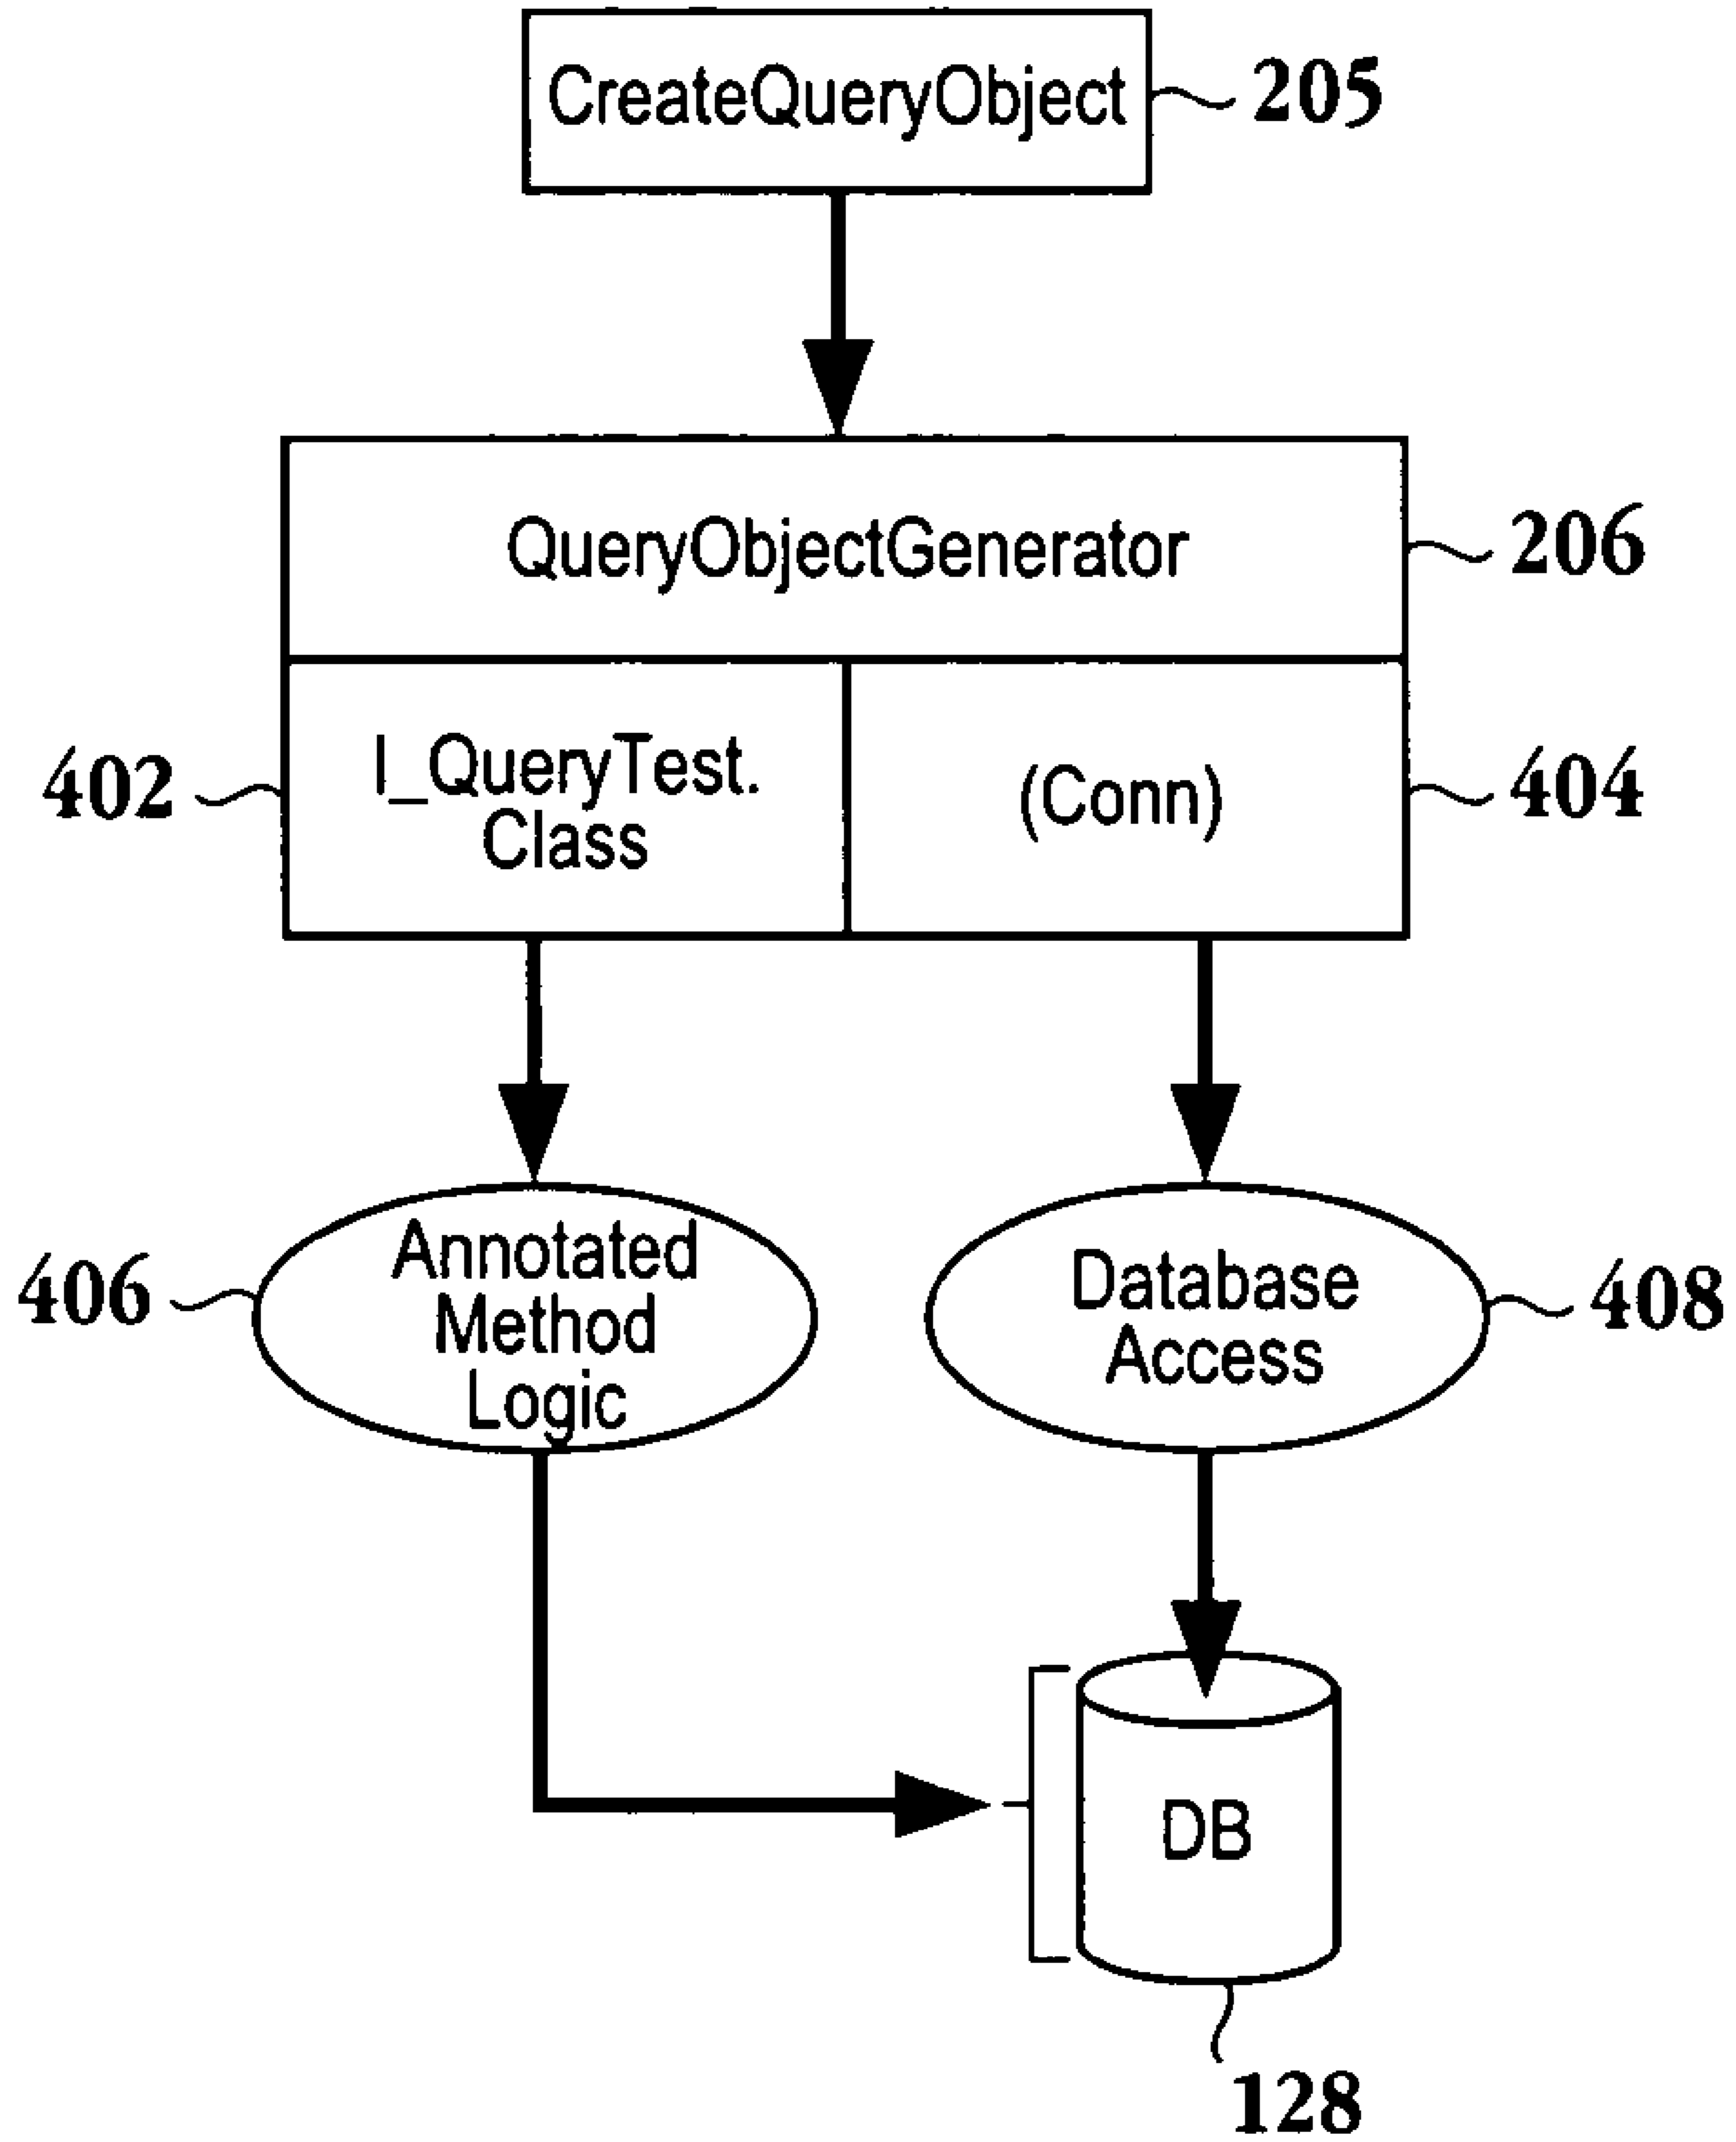 CreateQueryObject
205
QueryObjectGenerator
206
402
I_QueryTest.
Class
(Conn)
404
406
Annotated
Method
Logic
Database
Access
408
DB
128